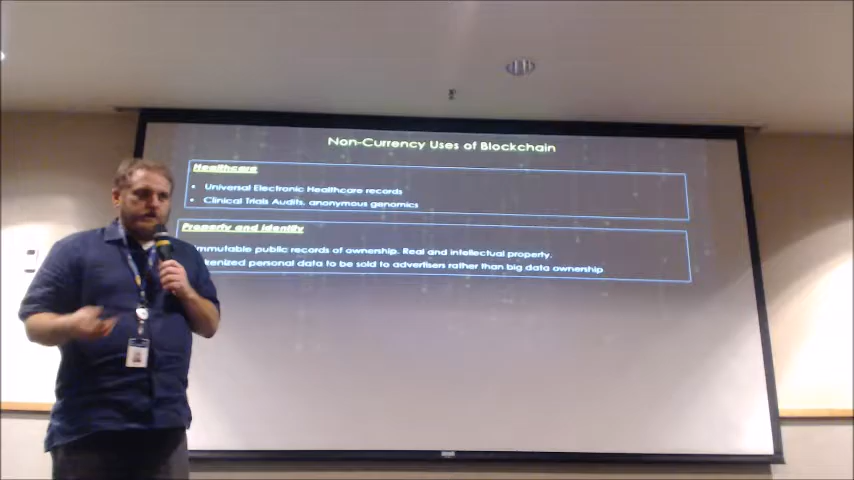 Non-Currency Uses of Blockchain
Healthcare
• Universal Electronic Healthcare records
• Clinical Trials Audits, anonymous genomics
Property and identity
mmutable public records of ownership. Real and intellectual property.
kenized personal data to be sold to advertisers rather than big data ownership